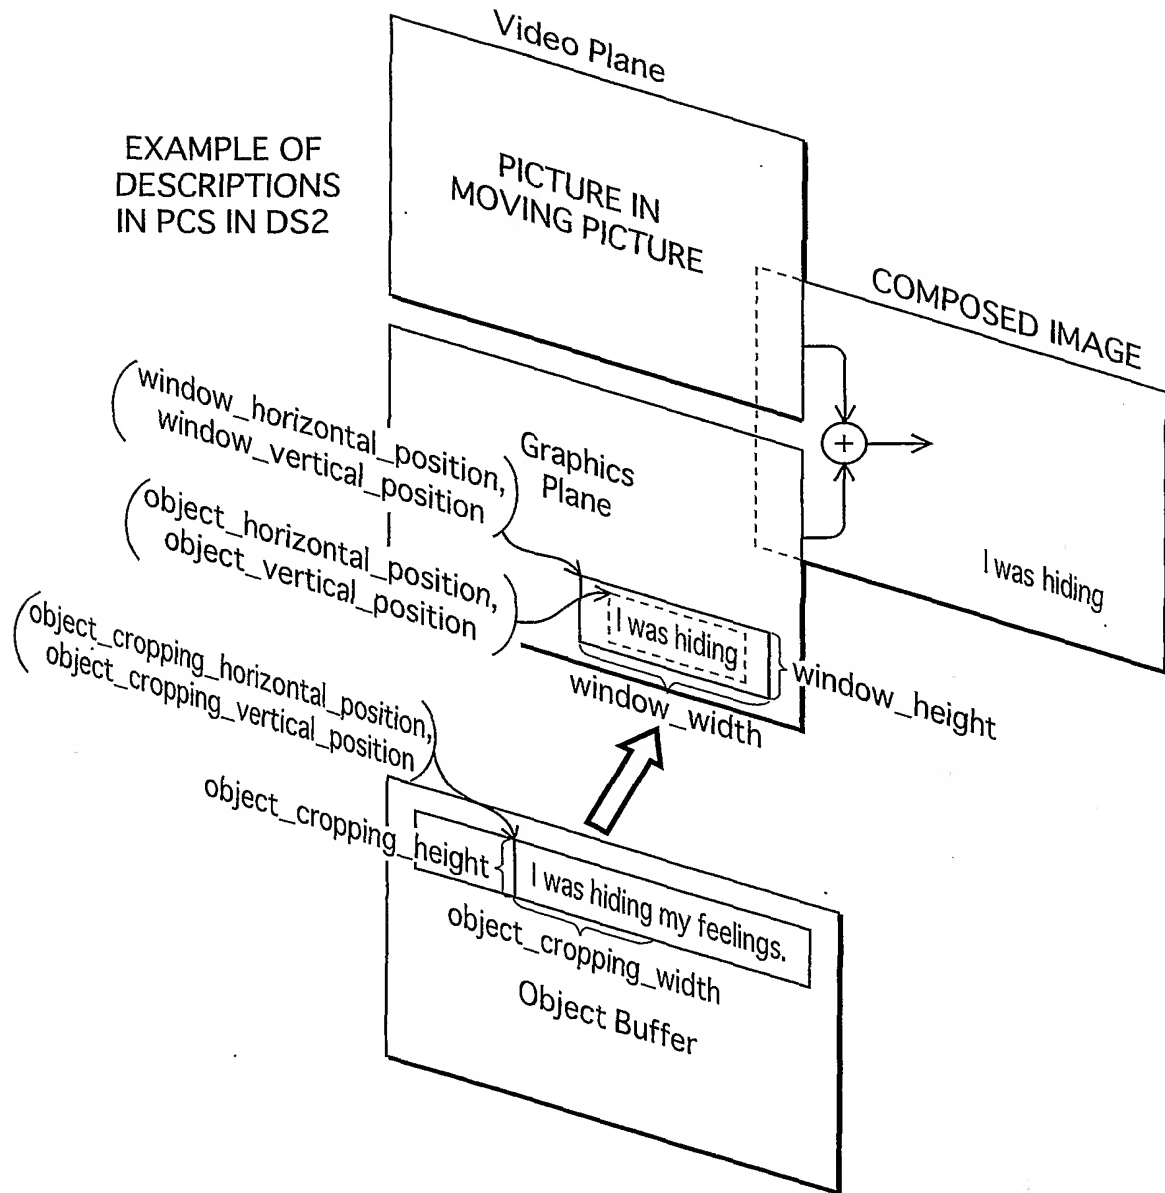 Video Plane
EXAMPLE OF
DESCRIPTIONS
IN PCS IN DS2
PICTURE IN
MOVING PICTURE
COMPOSED IMAGE
(window_horizontal_position,
window_vertical_position)
Graphics
Plane
(object_horizontal_position,
object_vertical_position)
I was hiding
I was hiding
window_height
window_width
(object_cropping_horizontal_position,
object_cropping_vertical_position)
object_cropping_height
I was hiding my feelings.
object_cropping_width
Object Buffer
+